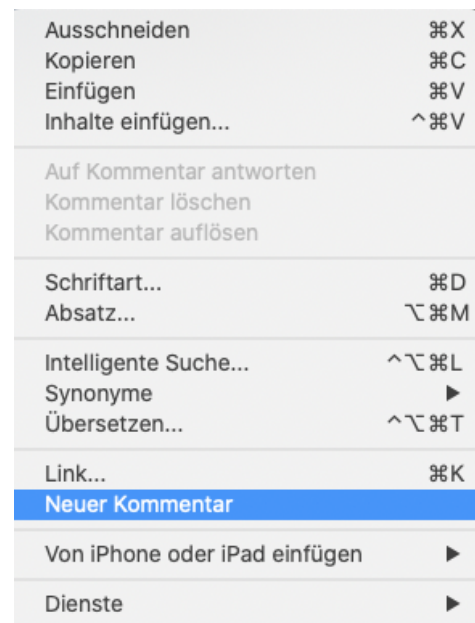 Ausschneiden ⌘X
Kopieren ⌘C
Einfügen ⌘V
Inhalte einfügen... ^⌘V
Auf Kommentar antworten
Kommentar löschen
Kommentar auflösen
Schriftart... ⌘D
Absatz... ⌥⌘M
Intelligente Suche... ^⌥⌘L
Synonyme ▶
Übersetzen... ^⌥⌘T
Link... ⌘K
Neuer Kommentar
Von iPhone oder iPad einfügen ▶
Dienste ▶